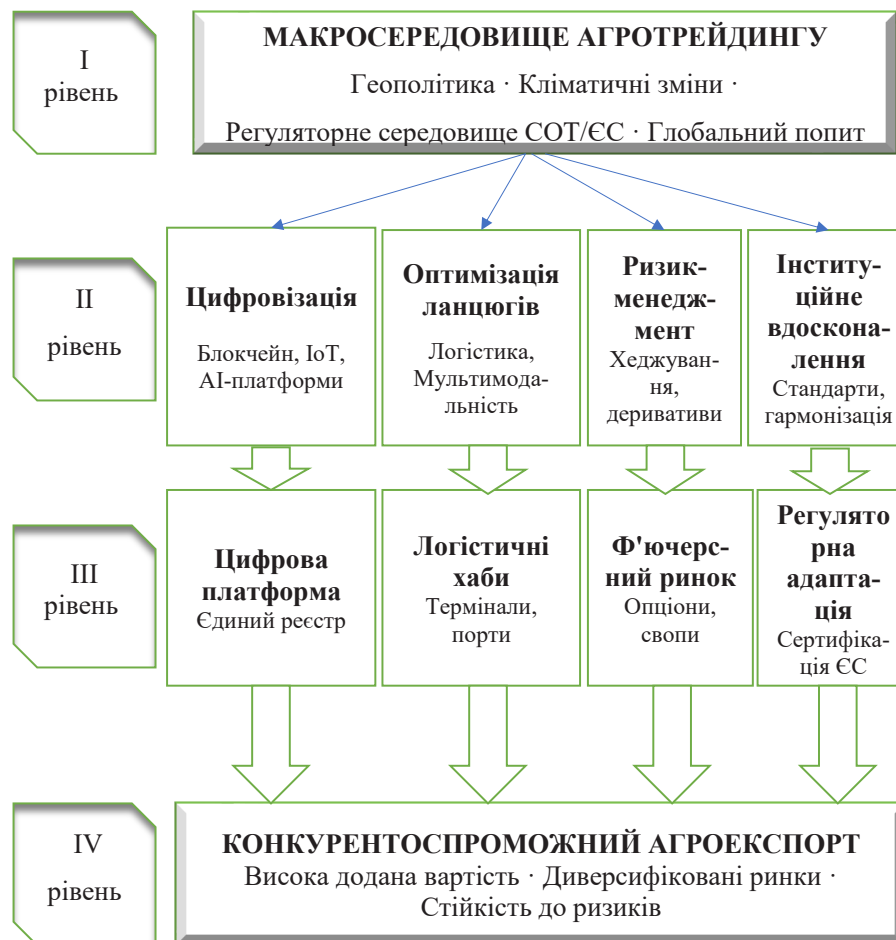 I
рівень
МАКРОСЕРЕДОВИЩЕ АГРОТРЕЙДИНГУ
Геополітика · Кліматичні зміни ·
Регуляторне середовище СОТ/ЄС · Глобальний попит
II
рівень
Цифровізація
Блокчейн, IoT,
AI-платформи
Оптимізація
ланцюгів
Логістика,
Мультимода-
льність
Ризик-
менедж-
мент
Хеджуван-
ня,
деривативи
Інститу-
ційне
вдоскона-
лення
Стандарти,
гармонізація
III
рівень
Цифрова
платформа
Єдиний реєстр
Логістичні
хаби
Термінали,
порти
Ф'ючерс-
ний ринок
Опціони,
свопи
Регулято
рна
адапта-
ція
Сертифіка-
ція ЄС
IV
рівень
КОНКУРЕНТОСПРОМОЖНИЙ АГРОЕКСПОРТ
Висока додана вартість · Диверсифіковані ринки ·
Стійкість до ризиків